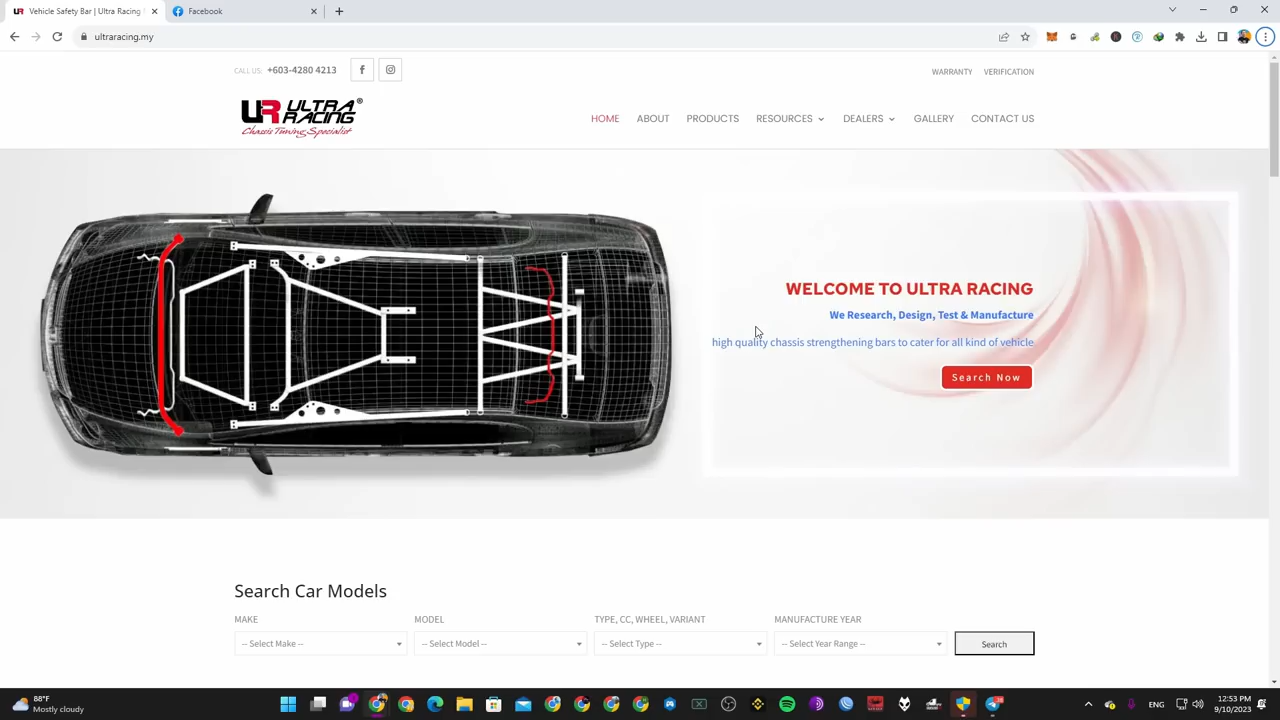 Vehicle Safety Bar | Ultra Racing
Facebook
ultraracing.my
CALL US: +603-4280 4213
WARRANTY VERIFICATION
UR ULTRA RACING ®
Chassis Tuning Specialist
HOME ABOUT PRODUCTS RESOURCES DEALERS GALLERY CONTACT US
WELCOME TO ULTRA RACING
We Research, Design, Test & Manufacture
high quality chassis strengthening bars to cater for all kind of vehicle
Search Now
Search Car Models
MAKE MODEL TYPE, CC, WHEEL, VARIANT MANUFACTURE YEAR
-- Select Make -- -- Select Model -- -- Select Type -- -- Select Year Range -- Search
88°F
Mostly cloudy
ENG
12:53 PM
9/10/2023